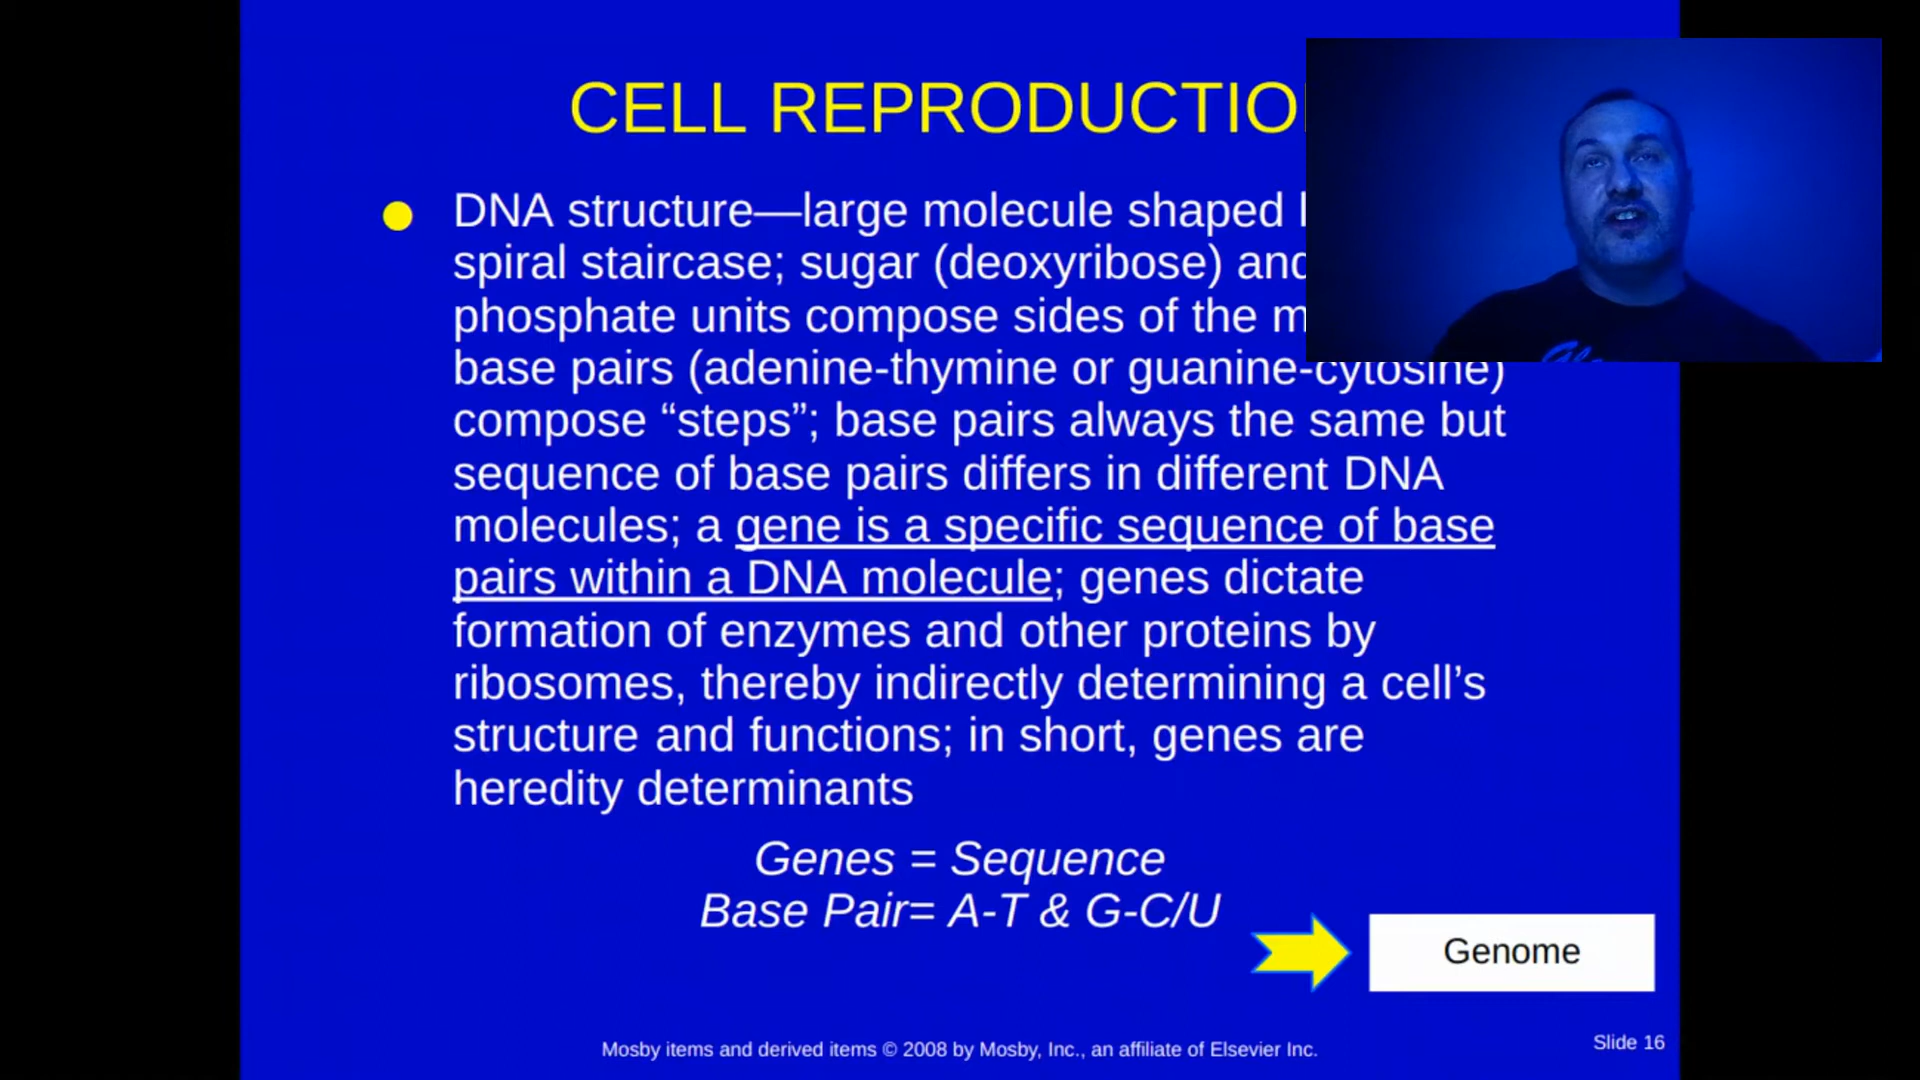 CELL REPRODUCTIO
DNA structure—large molecule shaped
spiral staircase; sugar (deoxyribose) and
phosphate units compose sides of the
base pairs (adenine-thymine or guanine-cytosine)
compose “steps”; base pairs always the same but
sequence of base pairs differs in different DNA
molecules; a gene is a specific sequence of base
pairs within a DNA molecule; genes dictate
formation of enzymes and other proteins by
ribosomes, thereby indirectly determining a cell’s
structure and functions; in short, genes are
heredity determinants
Genes = Sequence
Base Pair= A-T & G-C/U
Genome
Mosby items and derived items © 2008 by Mosby, Inc., an affiliate of Elsevier Inc.
Slide 16